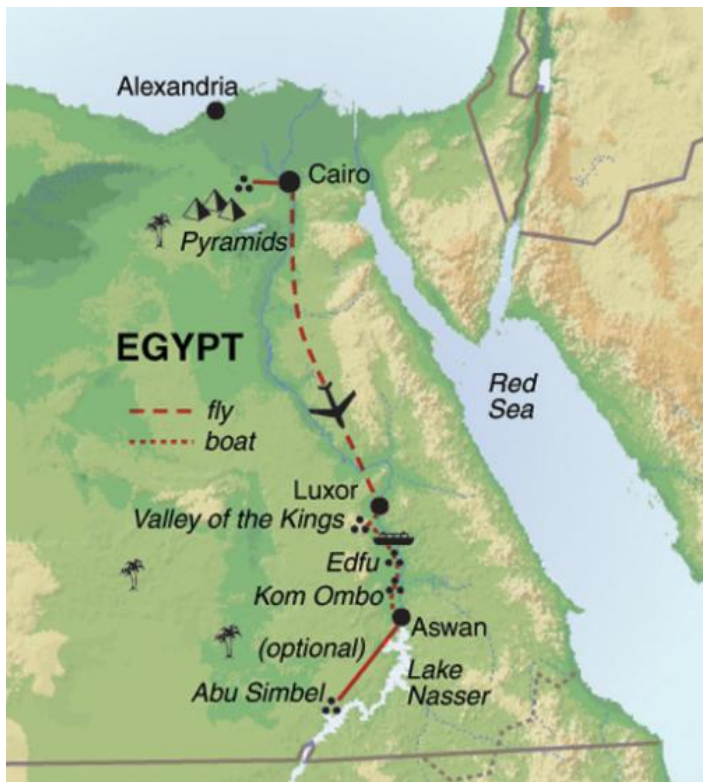 Alexandria
Cairo
Pyramids
EGYPT
fly
boat
Red
Sea
Luxor
Valley of the Kings
Edfu
Kom Ombo
Aswan
(optional)
Lake
Nasser
Abu Simbel